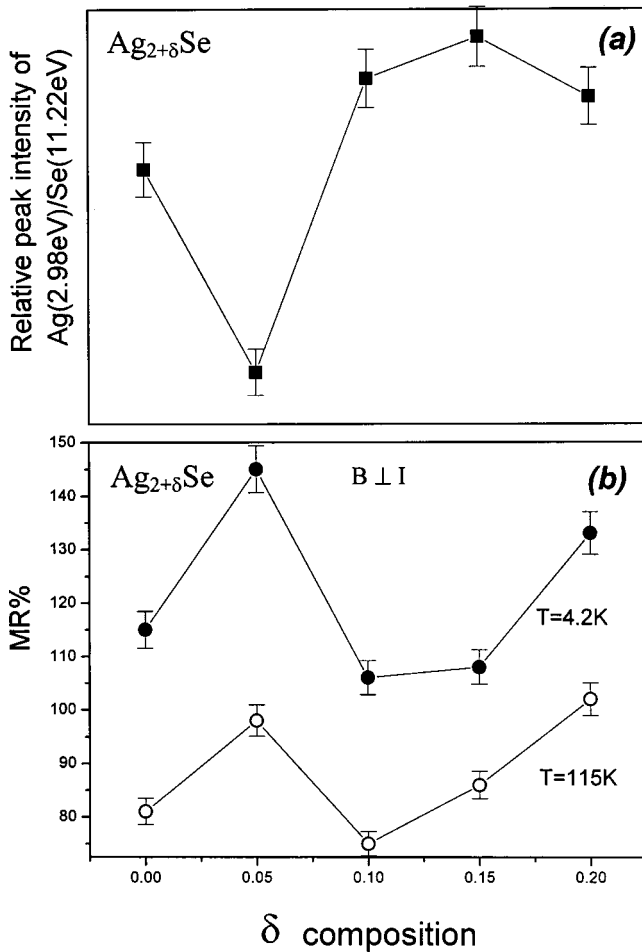 Ag₂₊δSe
(a)
Relative peak intensity of
Ag(2.98eV)/Se(11.22eV)
Ag₂₊δSe
B ⊥ I
(b)
150
140
130
120
110
100
90
80
MR%
T=4.2K
T=115K
0.00 0.05 0.10 0.15 0.20
δ composition